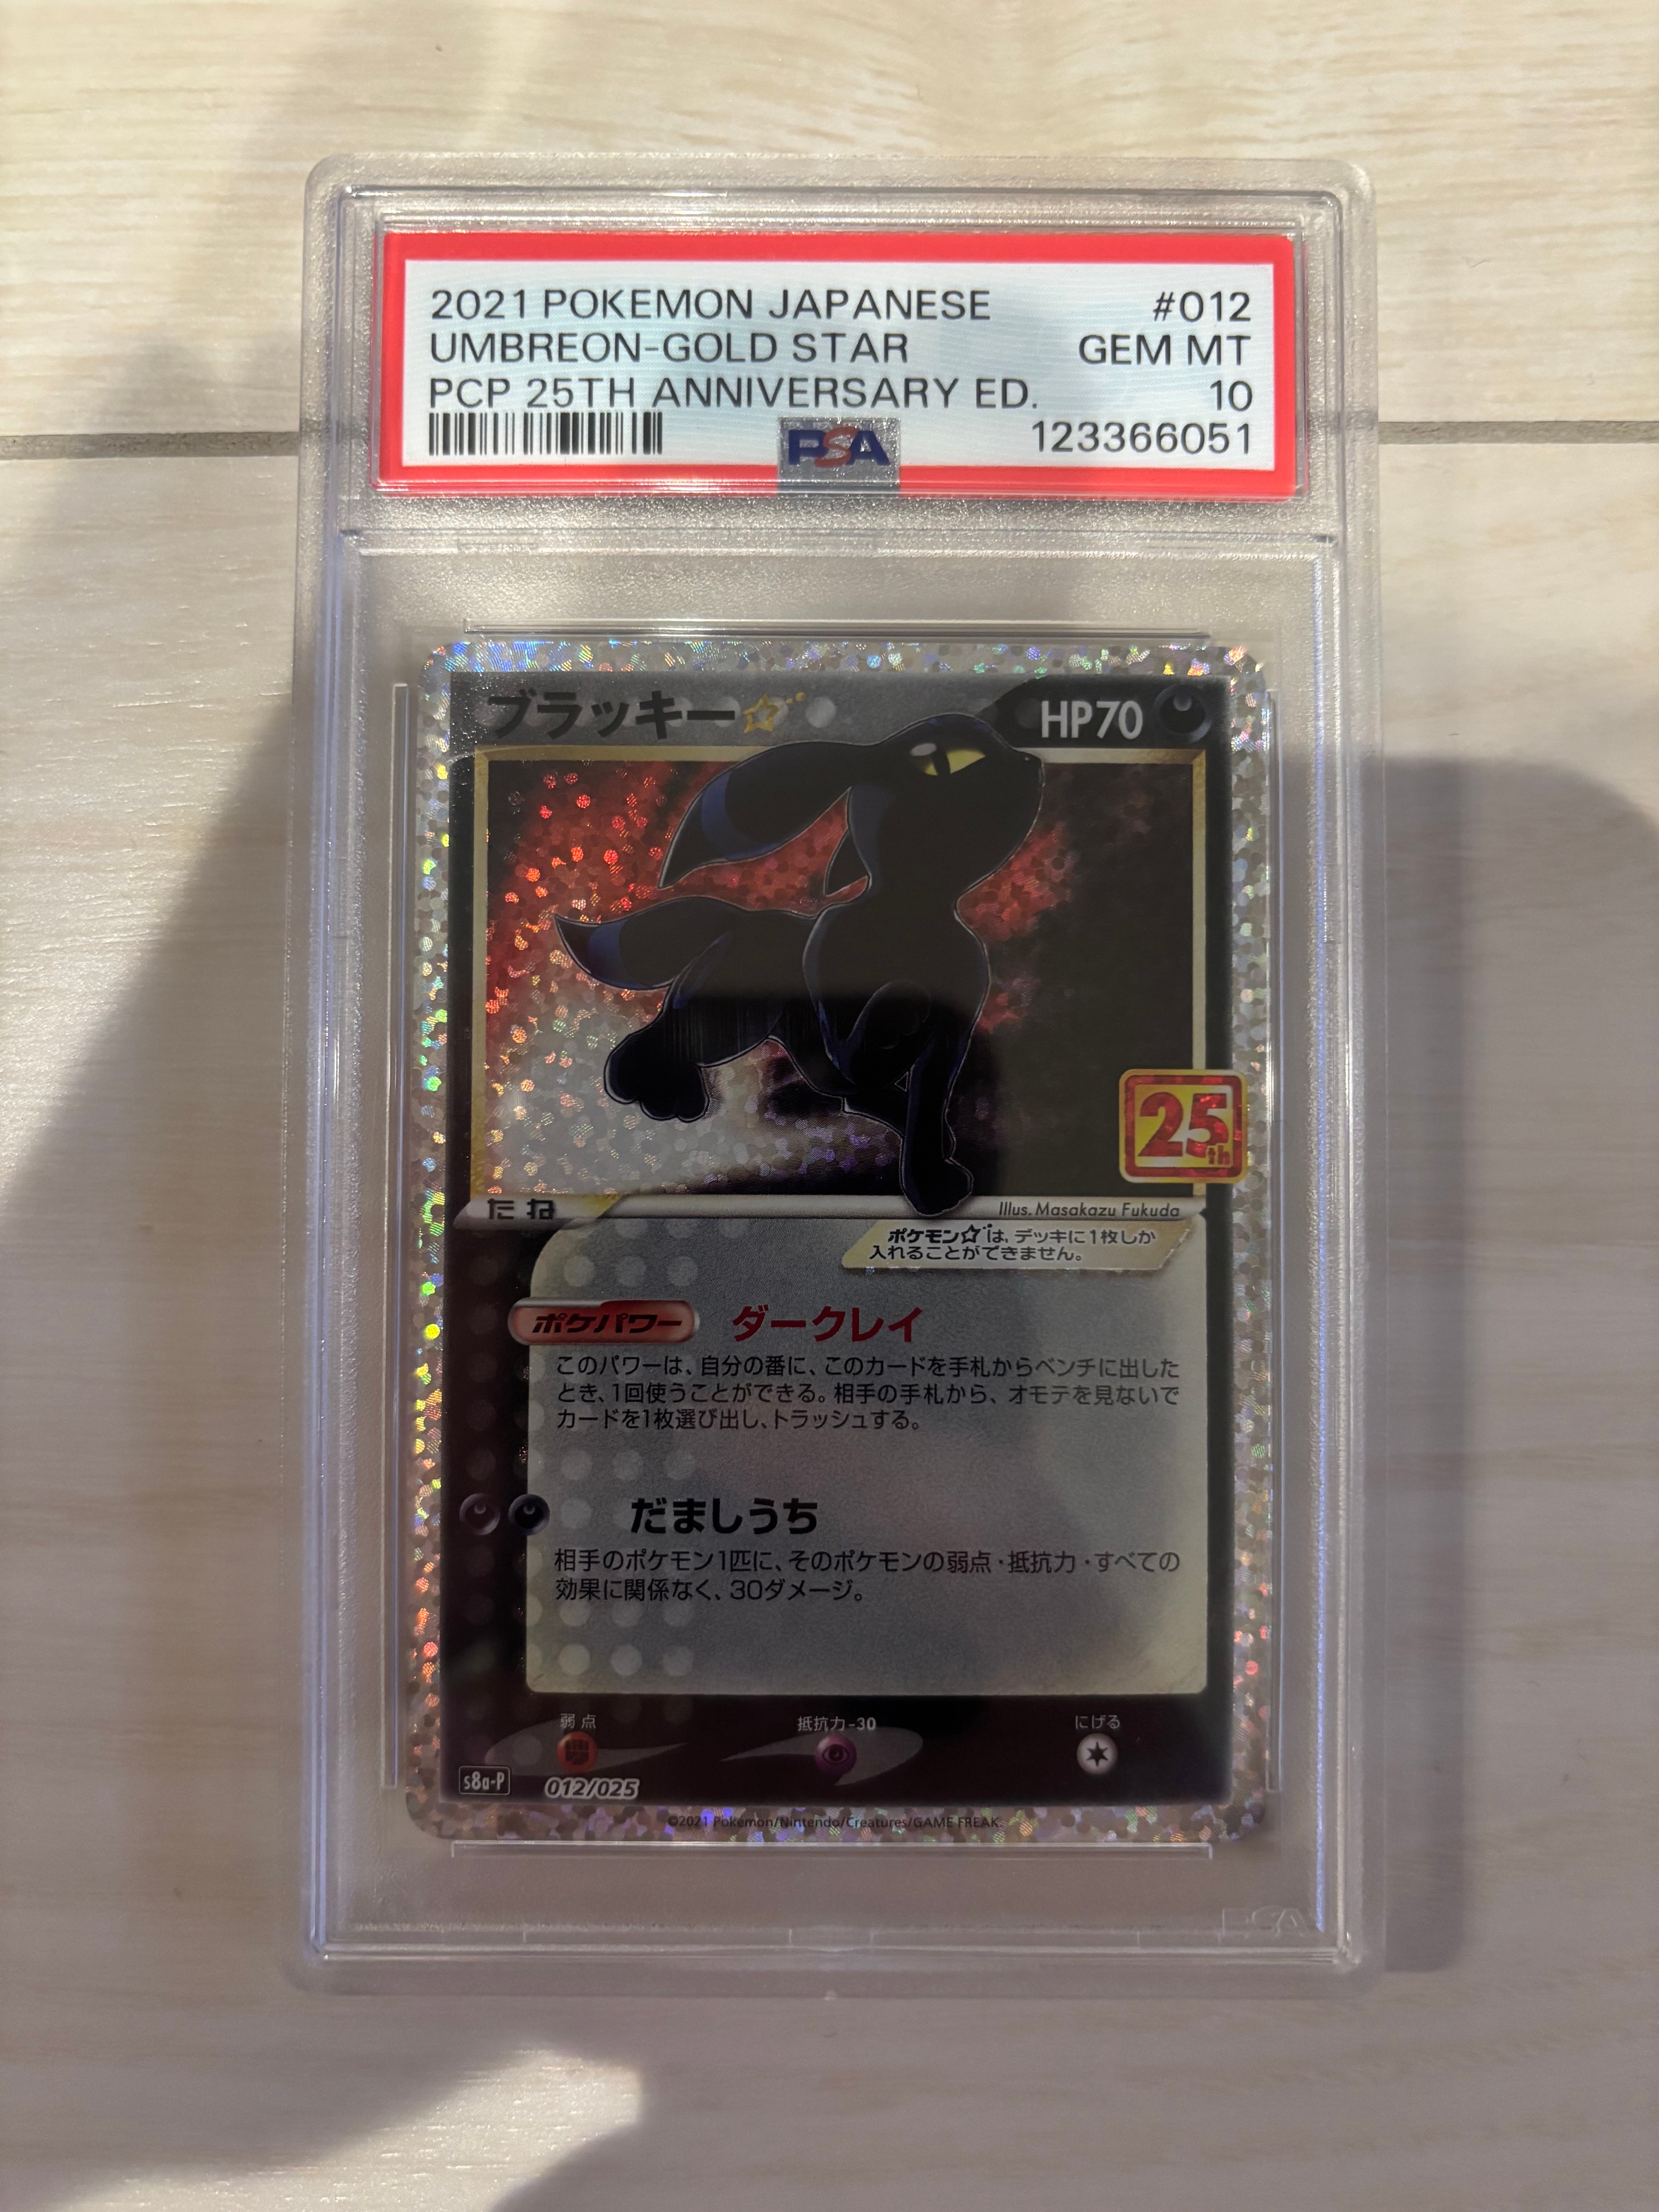 2021 POKEMON JAPANESE #012
UMBREON-GOLD STAR GEM MT
PCP 25TH ANNIVERSARY ED. 10
PSA 123366051
ブラッキー☆ HP70
25th
たね Illus. Masakazu Fukuda
ポケモン☆は、デッキに1枚しか
入れることができません。
ポケパワー ダークレイ
このパワーは、自分の番に、このカードを手札からベンチに出した
とき、1回使うことができる。相手の手札から、オモテを見ないで
カードを1枚選び出し、トラッシュする。
だましうち
相手のポケモン1匹に、そのポケモンの弱点・抵抗力・すべての
効果に関係なく、30ダメージ。
弱点 抵抗力-30 にげる
s8a-P 012/025
©2021 Pokémon/Nintendo/Creatures/GAME FREAK.
PSA